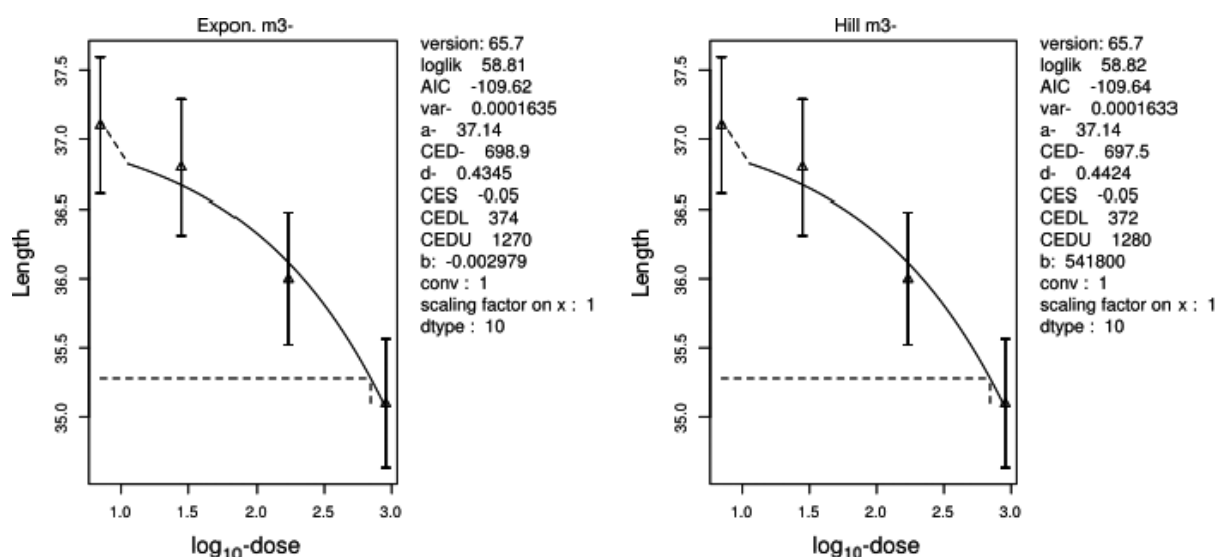 Expon. m3-
37.5
37.0
36.5
36.0
35.5
35.0
Length
1.0 1.5 2.0 2.5 3.0
log10-dose
version: 65.7
loglik 58.81
AIC -109.62
var- 0.0001635
a- 37.14
CED- 698.9
d- 0.4345
CES -0.05
CEDL 374
CEDU 1270
b: -0.002979
conv : 1
scaling factor on x : 1
dtype : 10
Hill m3-
37.5
37.0
36.5
36.0
35.5
35.0
Length
1.0 1.5 2.0 2.5 3.0
log10-dose
version: 65.7
loglik 58.82
AIC -109.64
var- 0.0001633
a- 37.14
CED- 697.5
d- 0.4424
CES -0.05
CEDL 372
CEDU 1280
b: 541800
conv : 1
scaling factor on x : 1
dtype : 10